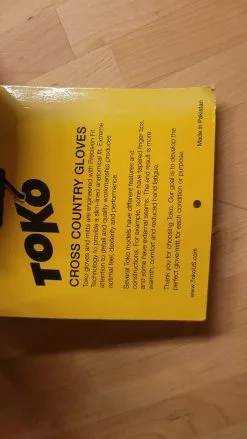 TOKO
CROSS COUNTRY GLOVES
Toko gloves and mitts are engineered with Precision Fit
Technology to provide a slim-lined anatomical fit. Extreme
attention to detail and quality workmanship produces
optimal feel, dexterity and performance.
Several Toko models have different features and
constructions. For example, some have tapered finger tips
and some have external seams. The end result is more
warmth, comfort and reduced hand fatigue.
Thank you for choosing Toko. Our goal is to develop the
perfect glove/mitt for each condition or purpose.
www.TokoUS.com
Made in Pakistan